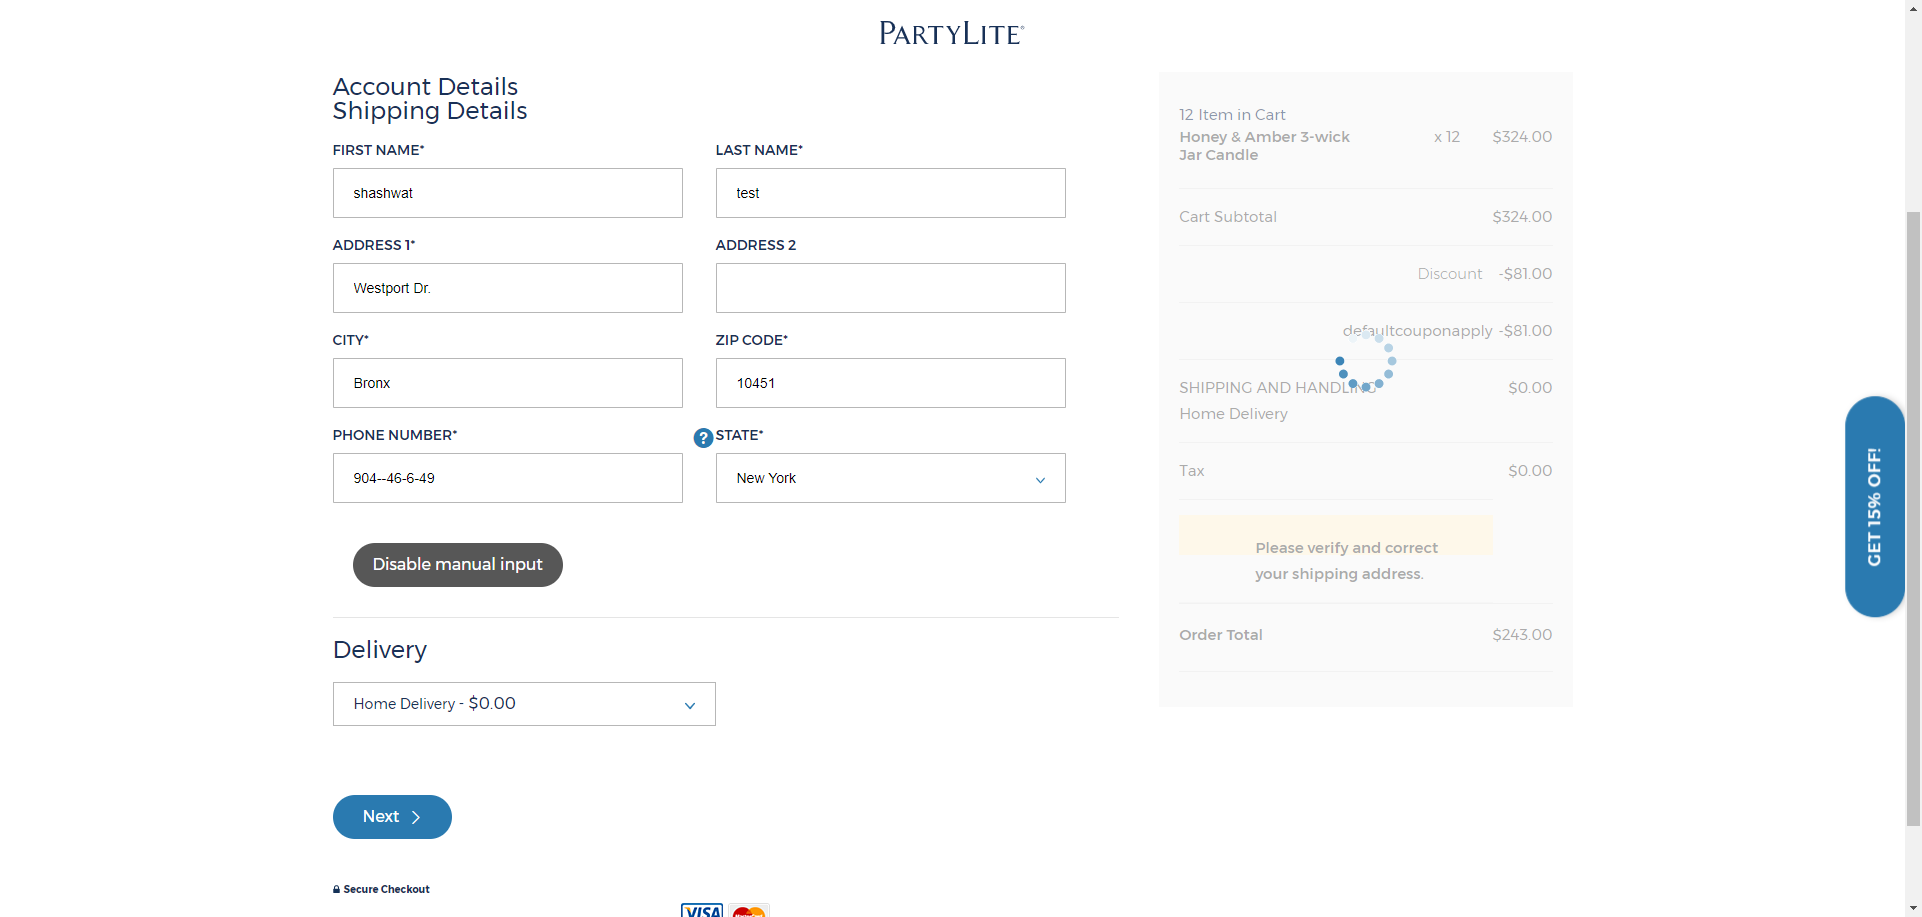 PARTYLITE®
Account Details
Shipping Details
FIRST NAME*
LAST NAME*
shashwat
test
ADDRESS 1*
ADDRESS 2
Westport Dr.
CITY*
ZIP CODE*
Bronx
10451
PHONE NUMBER*
? STATE*
904--46-6-49
New York
Disable manual input
Delivery
Home Delivery - $0.00
Next
Secure Checkout
VISA
12 Item in Cart
Honey & Amber 3-wick x 12 $324.00
Jar Candle
Cart Subtotal $324.00
Discount -$81.00
defaultcouponapply -$81.00
SHIPPING AND HANDLING $0.00
Home Delivery
Tax $0.00
Please verify and correct
your shipping address.
Order Total $243.00
GET 15% OFF!